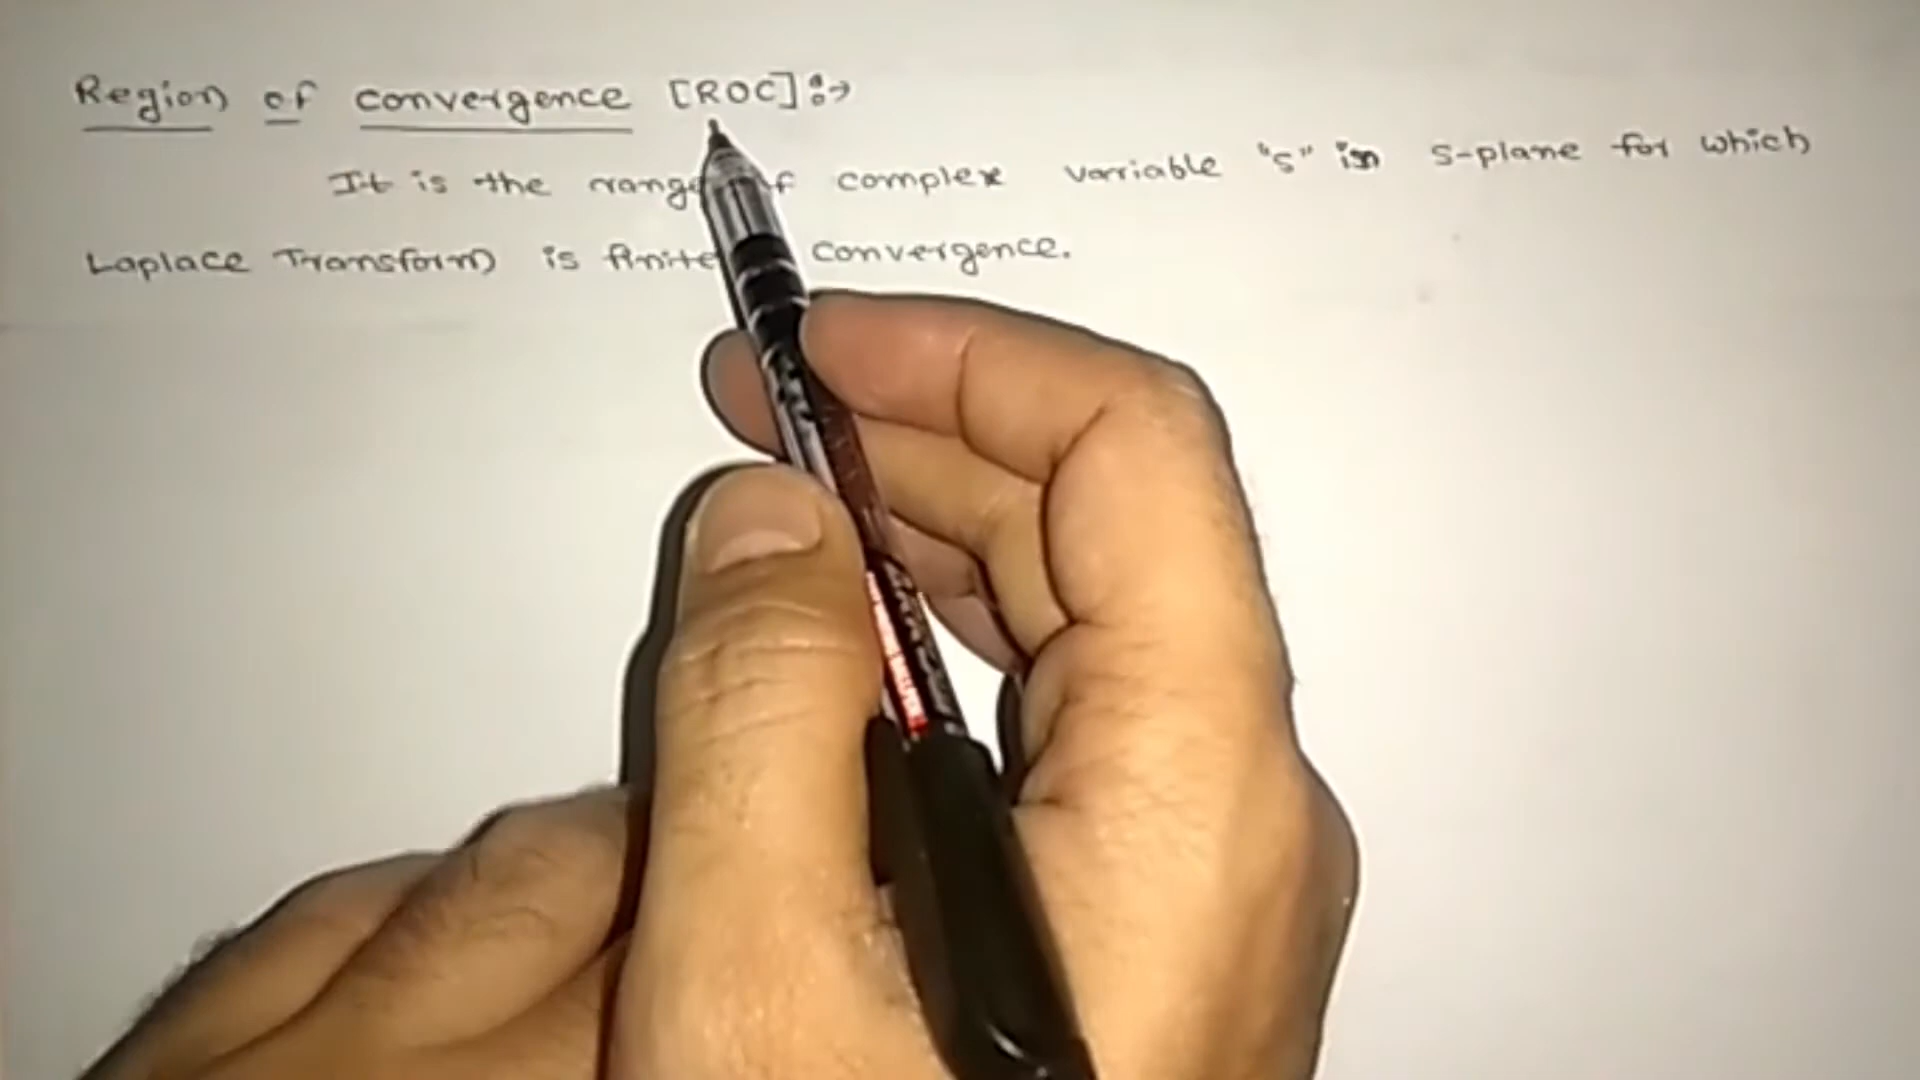 Region of convergence [ROC]:→
It is the range of complex variable "s" in s-plane for which
Laplace Transform is finite convergence.